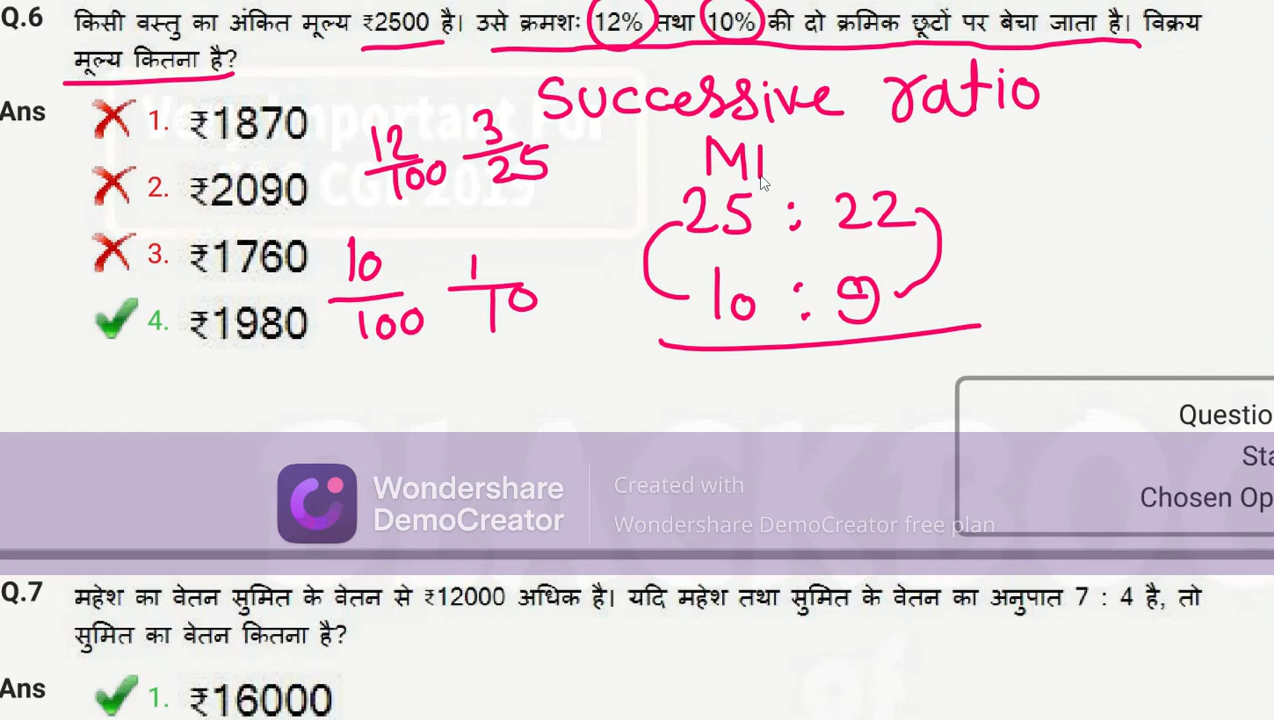 Q.6 किसी वस्तु का अंकित मूल्य ₹2500 है। उसे क्रमशः 12% तथा 10% की दो क्रमिक छूटों पर बेचा जाता है। विक्रय
मूल्य कितना है?
Successive ratio
Ans 1. ₹1870
12/100 3/25
MI
2. ₹2090
25 : 22
3. ₹1760
10/100 1/10
10 : 9
4. ₹1980
Questio
Sta
Chosen Op
Wondershare
DemoCreator
Created with
Wondershare DemoCreator free plan
Q.7 महेश का वेतन सुमित के वेतन से ₹12000 अधिक है। यदि महेश तथा सुमित के वेतन का अनुपात 7 : 4 है, तो
सुमित का वेतन कितना है?
Ans 1. ₹16000